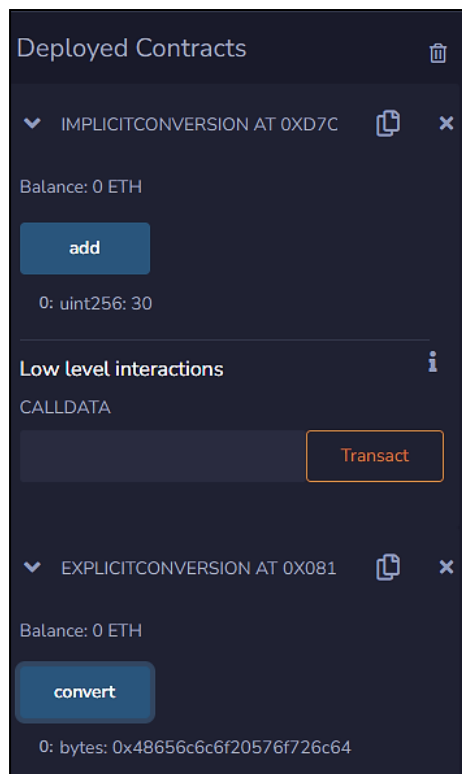 Deployed Contracts
IMPLICITCONVERSION AT 0XD7C
Balance: 0 ETH
add
0: uint256: 30
Low level interactions
CALLDATA
Transact
EXPLICITCONVERSION AT 0X081
Balance: 0 ETH
convert
0: bytes: 0x48656c6c6f20576f726c64